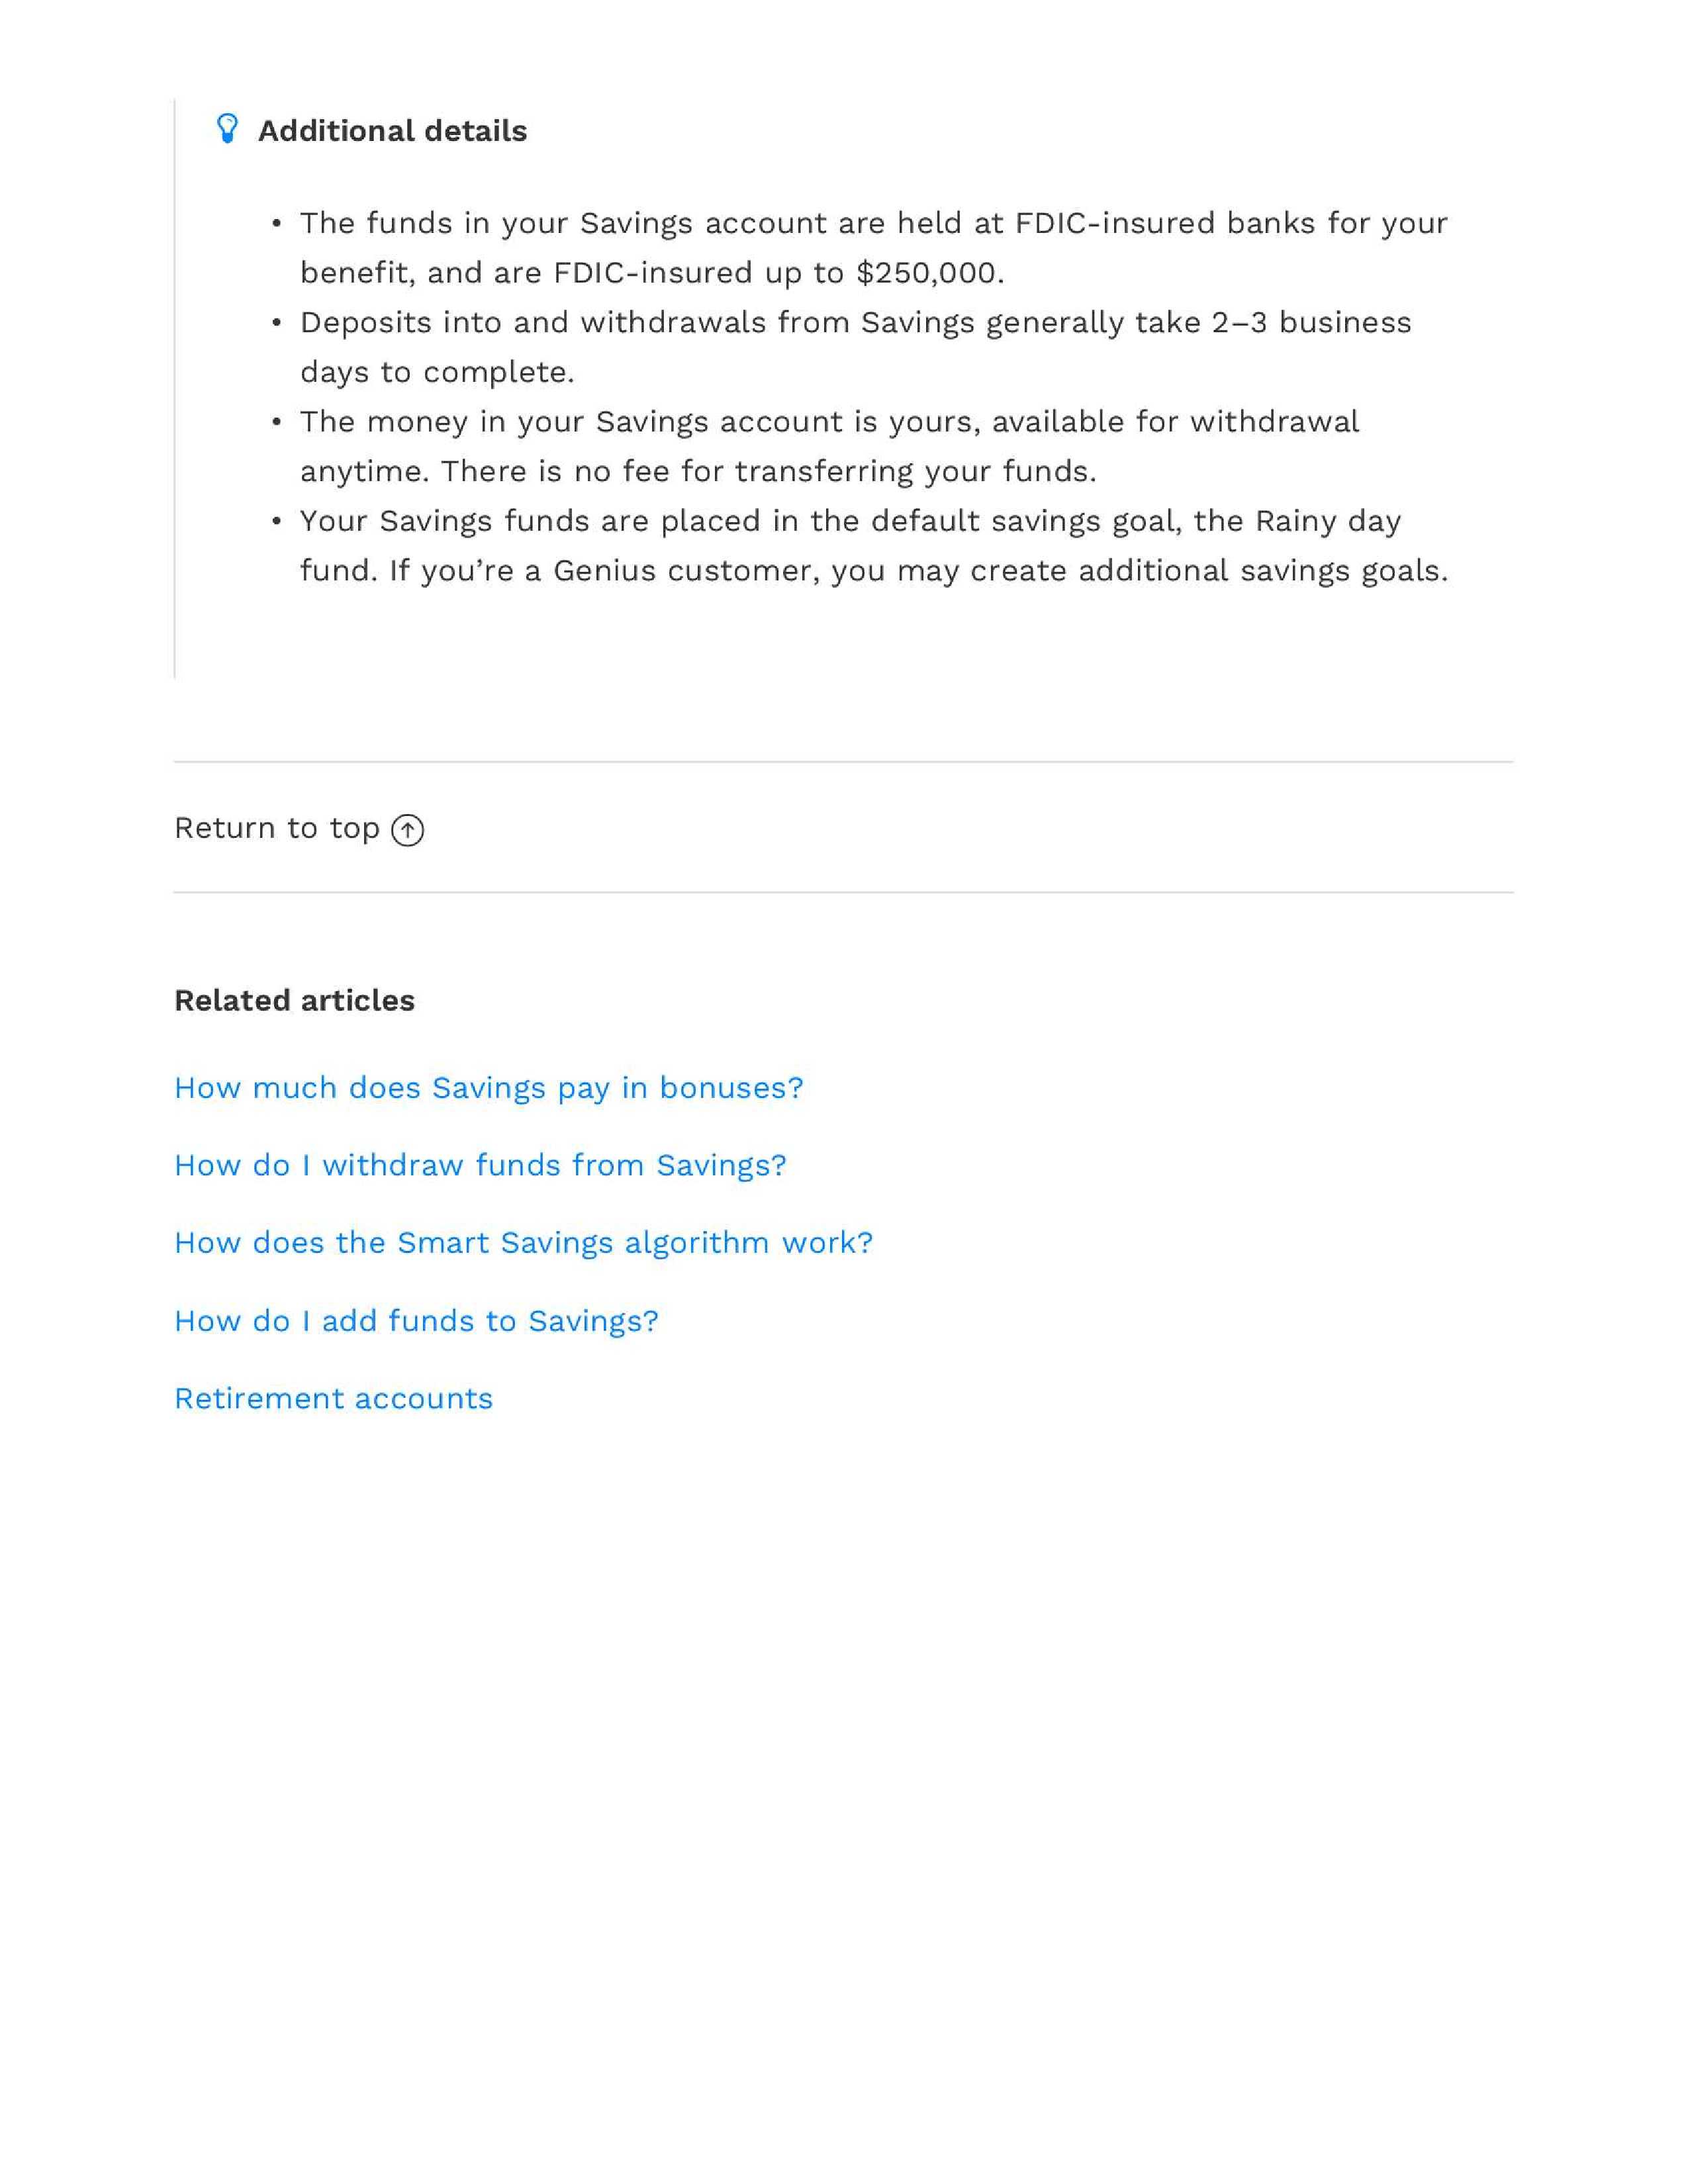 Additional details
• The funds in your Savings account are held at FDIC-insured banks for your
benefit, and are FDIC-insured up to $250,000.
• Deposits into and withdrawals from Savings generally take 2–3 business
days to complete.
• The money in your Savings account is yours, available for withdrawal
anytime. There is no fee for transferring your funds.
• Your Savings funds are placed in the default savings goal, the Rainy day
fund. If you’re a Genius customer, you may create additional savings goals.
Return to top
Related articles
How much does Savings pay in bonuses?
How do I withdraw funds from Savings?
How does the Smart Savings algorithm work?
How do I add funds to Savings?
Retirement accounts